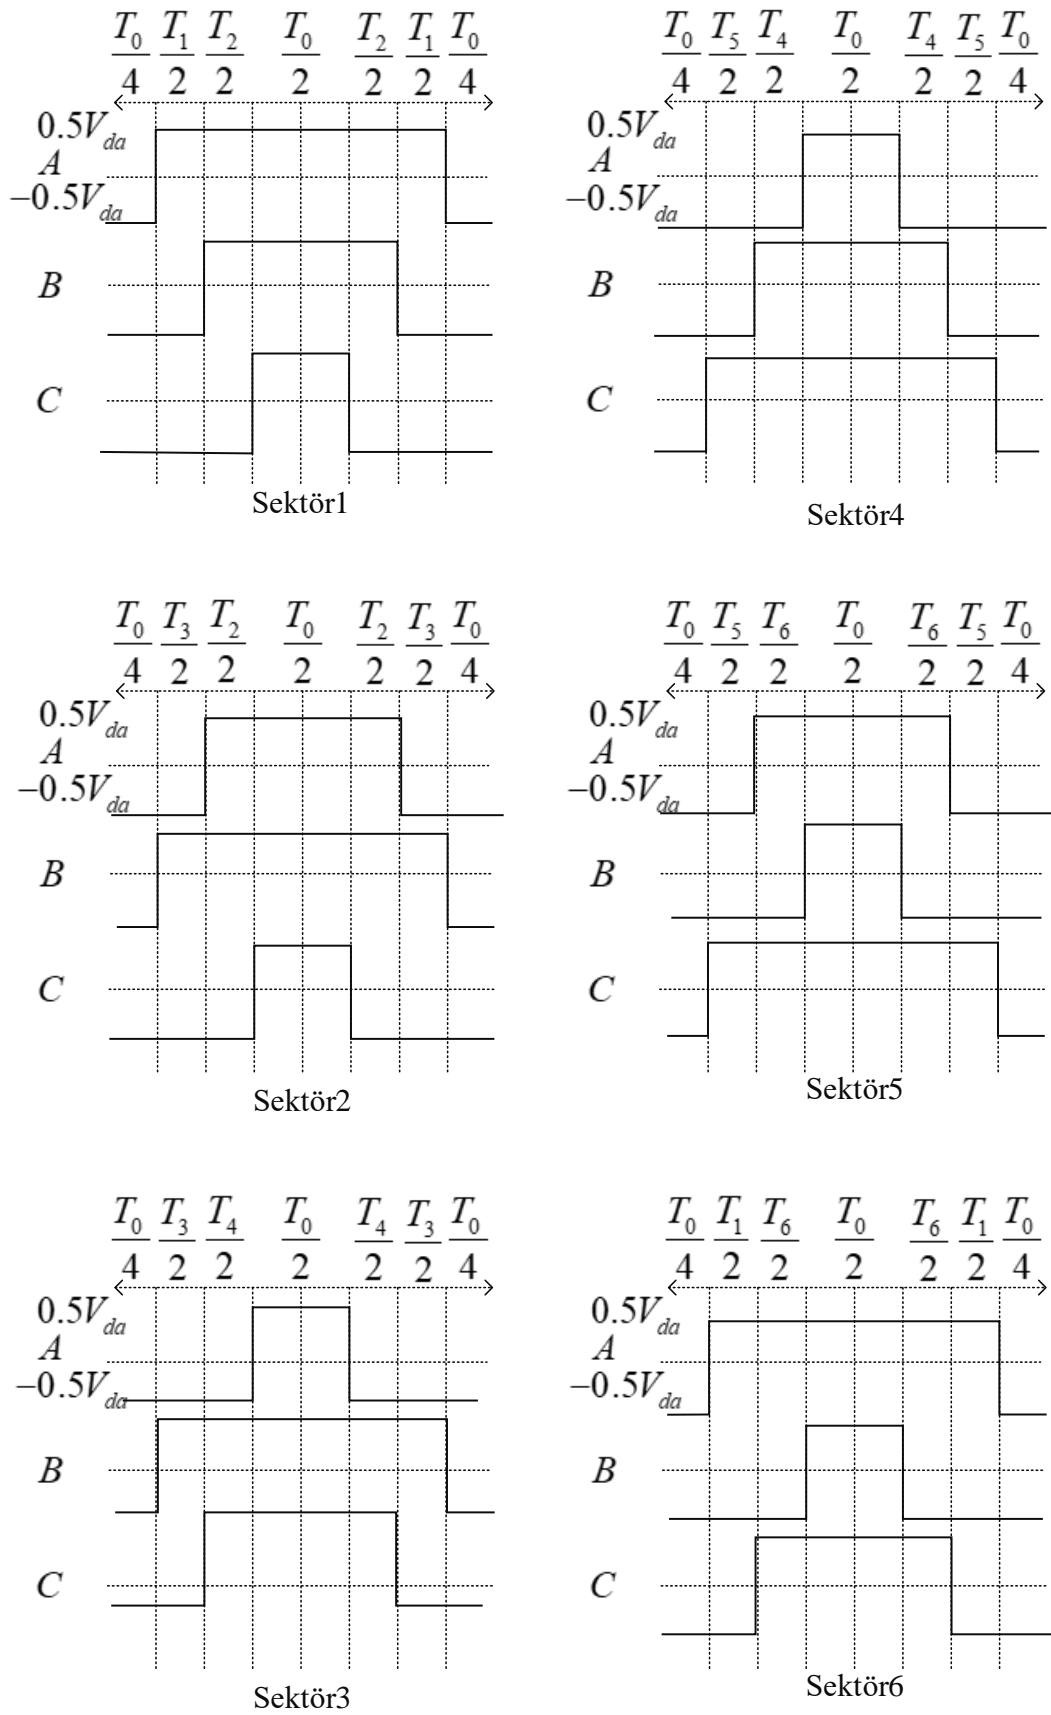 T0/4 T1/2 T2/2 T0/2 T2/2 T1/2 T0/4
0.5Vda
A
−0.5Vda
B
C
Sektör1
T0/4 T5/2 T4/2 T0/2 T4/2 T5/2 T0/4
0.5Vda
A
−0.5Vda
B
C
Sektör4
T0/4 T3/2 T2/2 T0/2 T2/2 T3/2 T0/4
0.5Vda
A
−0.5Vda
B
C
Sektör2
T0/4 T5/2 T6/2 T0/2 T6/2 T5/2 T0/4
0.5Vda
A
−0.5Vda
B
C
Sektör5
T0/4 T3/2 T4/2 T0/2 T4/2 T3/2 T0/4
0.5Vda
A
−0.5Vda
B
C
Sektör3
T0/4 T1/2 T6/2 T0/2 T6/2 T1/2 T0/4
0.5Vda
A
−0.5Vda
B
C
Sektör6